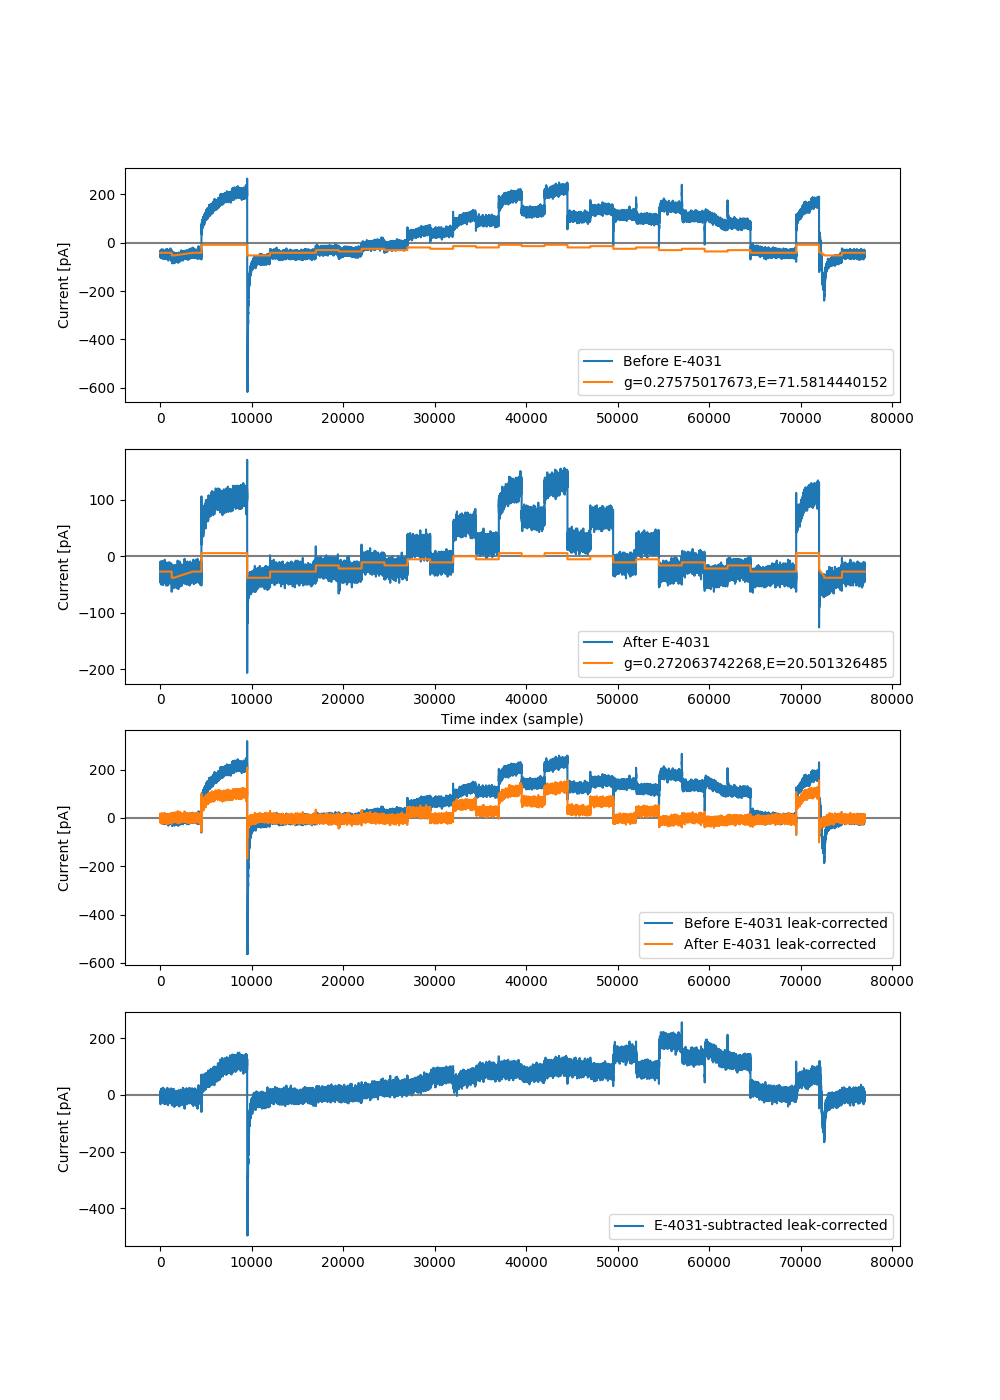 200
0
−200
−400
−600
Current [pA]
Before E-4031
g=0.27575017673,E=71.5814440152
0 10000 20000 30000 40000 50000 60000 70000 80000
100
0
−100
−200
Current [pA]
After E-4031
g=0.272063742268,E=20.501326485
0 10000 20000 30000 40000 50000 60000 70000 80000
Time index (sample)
200
0
−200
−400
−600
Current [pA]
Before E-4031 leak-corrected
After E-4031 leak-corrected
0 10000 20000 30000 40000 50000 60000 70000 80000
200
0
−200
−400
Current [pA]
E-4031-subtracted leak-corrected
0 10000 20000 30000 40000 50000 60000 70000 80000